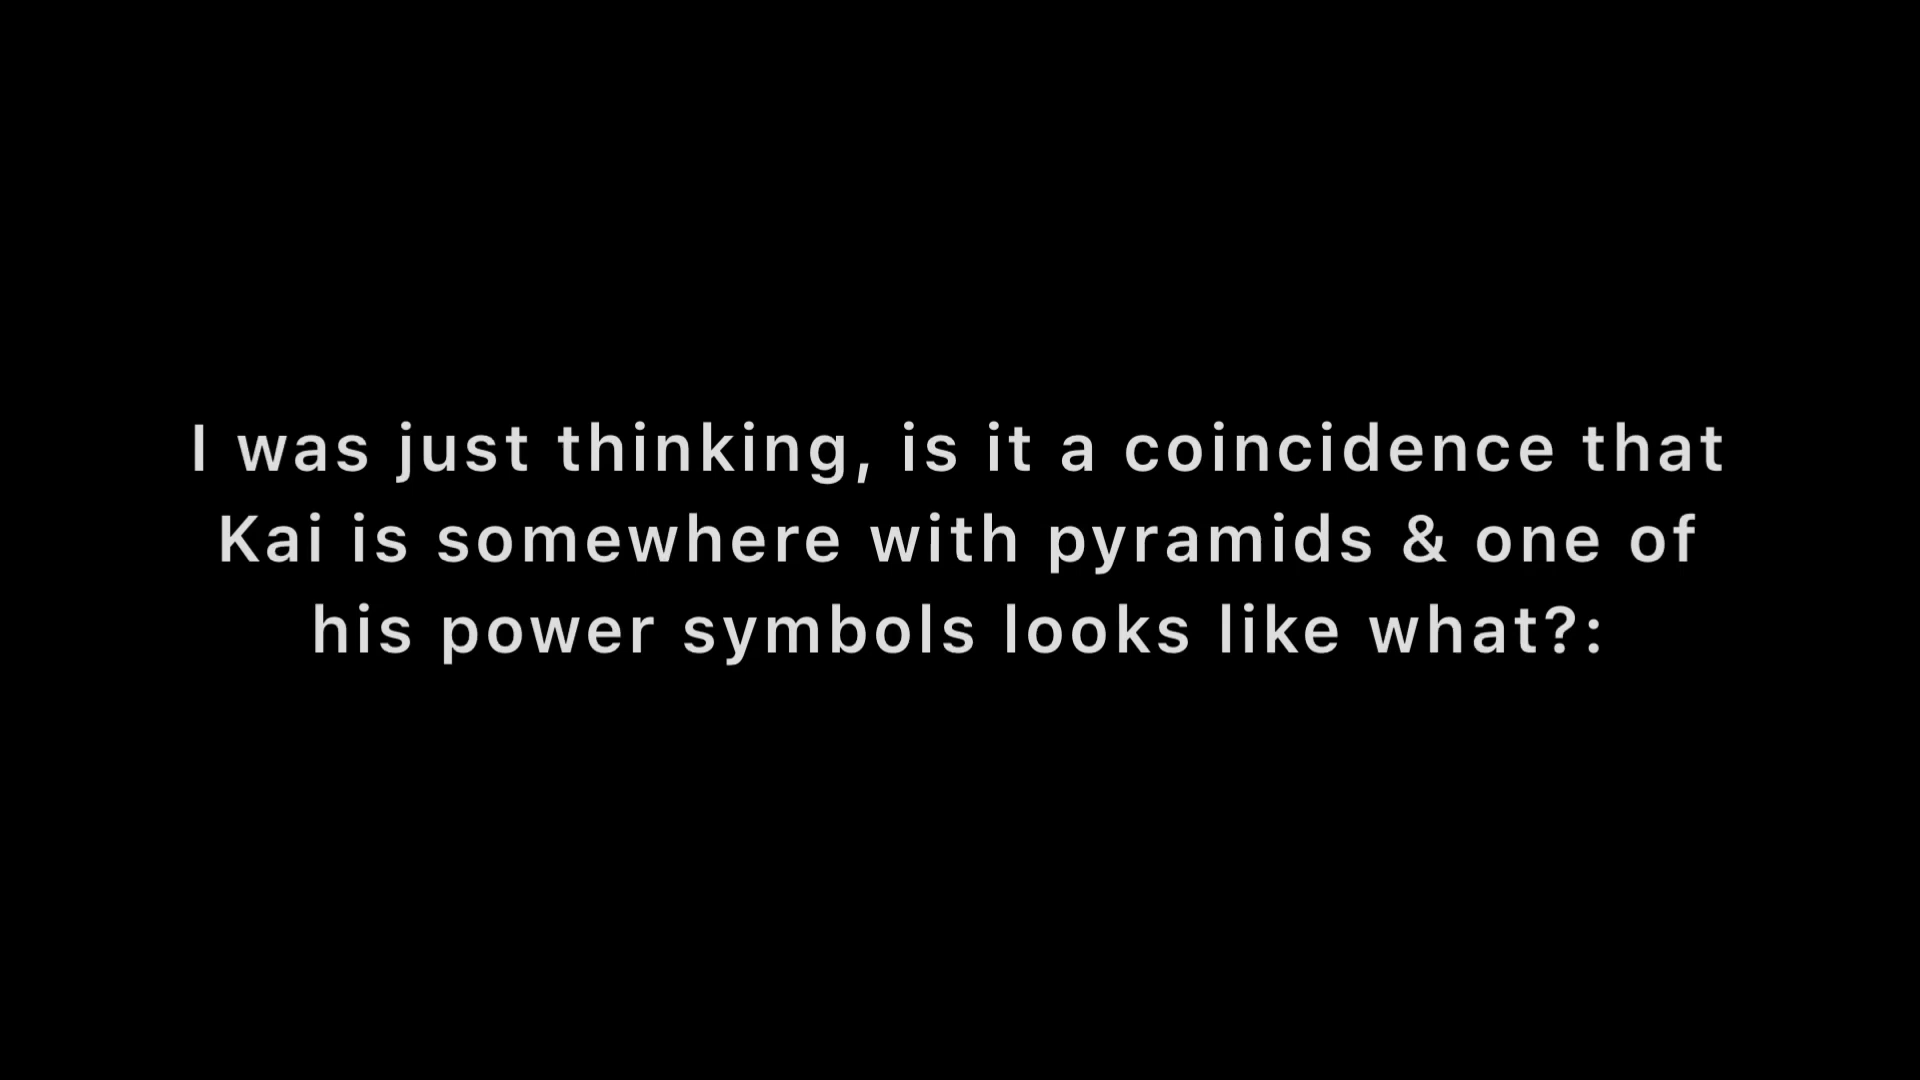 I was just thinking, is it a coincidence that
Kai is somewhere with pyramids & one of
his power symbols looks like what?: